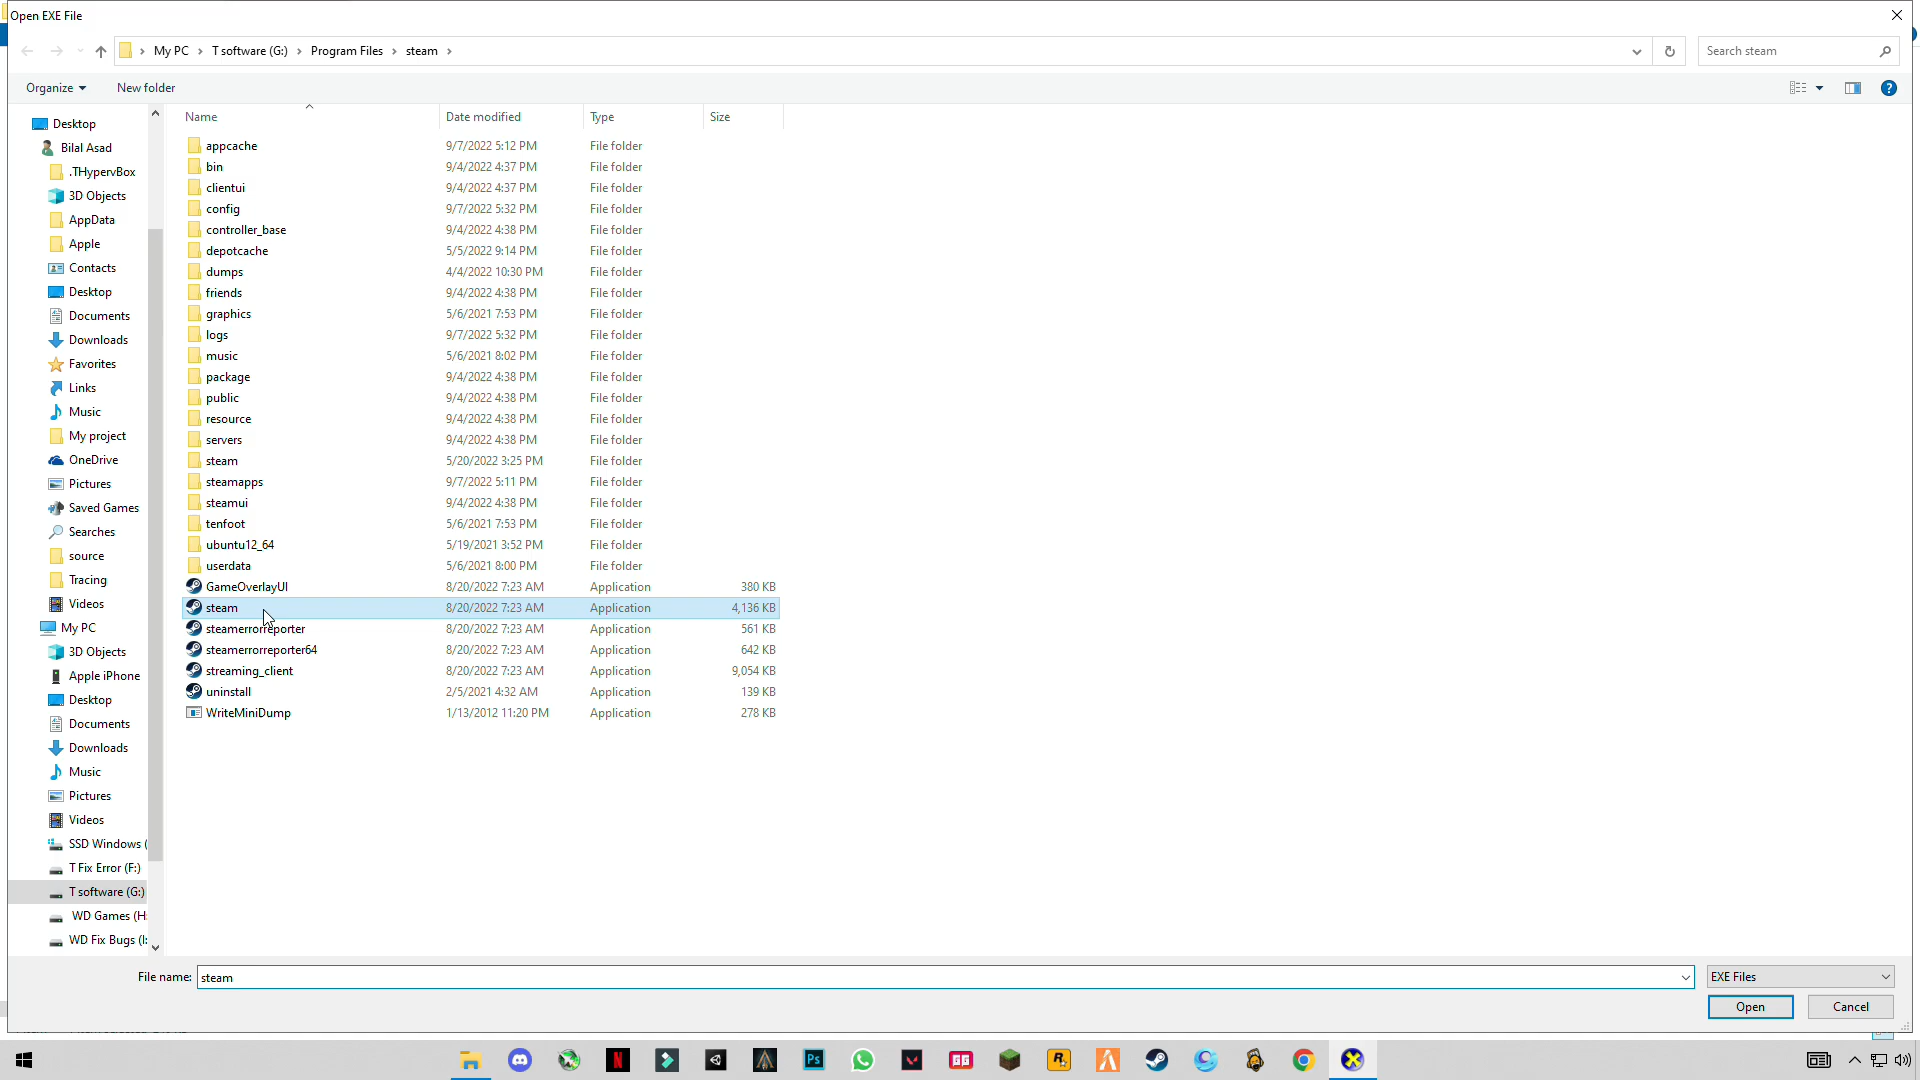 Open EXE File
My PC
T software (G:)
Program Files
steam
Search steam
Organize
New folder
Name
Date modified
Type
Size
Desktop
Bilal Asad
.THypervBox
3D Objects
AppData
Apple
Contacts
Desktop
Documents
Downloads
Favorites
Links
Music
My project
OneDrive
Pictures
Saved Games
Searches
source
Tracing
Videos
My PC
3D Objects
Apple iPhone
Desktop
Documents
Downloads
Music
Pictures
Videos
SSD Windows (
T Fix Error (F:)
T software (G:)
WD Games (H:
WD Fix Bugs (I:
appcache 9/7/2022 5:12 PM File folder
bin 9/4/2022 4:37 PM File folder
clientui 9/4/2022 4:37 PM File folder
config 9/7/2022 5:32 PM File folder
controller_base 9/4/2022 4:38 PM File folder
depotcache 5/5/2022 9:14 PM File folder
dumps 4/4/2022 10:30 PM File folder
friends 9/4/2022 4:38 PM File folder
graphics 5/6/2021 7:53 PM File folder
logs 9/7/2022 5:32 PM File folder
music 5/6/2021 8:02 PM File folder
package 9/4/2022 4:38 PM File folder
public 9/4/2022 4:38 PM File folder
resource 9/4/2022 4:38 PM File folder
servers 9/4/2022 4:38 PM File folder
steam 5/20/2022 3:25 PM File folder
steamapps 9/7/2022 5:11 PM File folder
steamui 9/4/2022 4:38 PM File folder
tenfoot 5/6/2021 7:53 PM File folder
ubuntu12_64 5/19/2021 3:52 PM File folder
userdata 5/6/2021 8:00 PM File folder
GameOverlayUI 8/20/2022 7:23 AM Application 380 KB
steam 8/20/2022 7:23 AM Application 4,136 KB
steamerrorreporter 8/20/2022 7:23 AM Application 561 KB
steamerrorreporter64 8/20/2022 7:23 AM Application 642 KB
streaming_client 8/20/2022 7:23 AM Application 9,054 KB
uninstall 2/5/2021 4:32 AM Application 139 KB
WriteMiniDump 1/13/2012 11:20 PM Application 278 KB
File name: steam
EXE Files
Open
Cancel